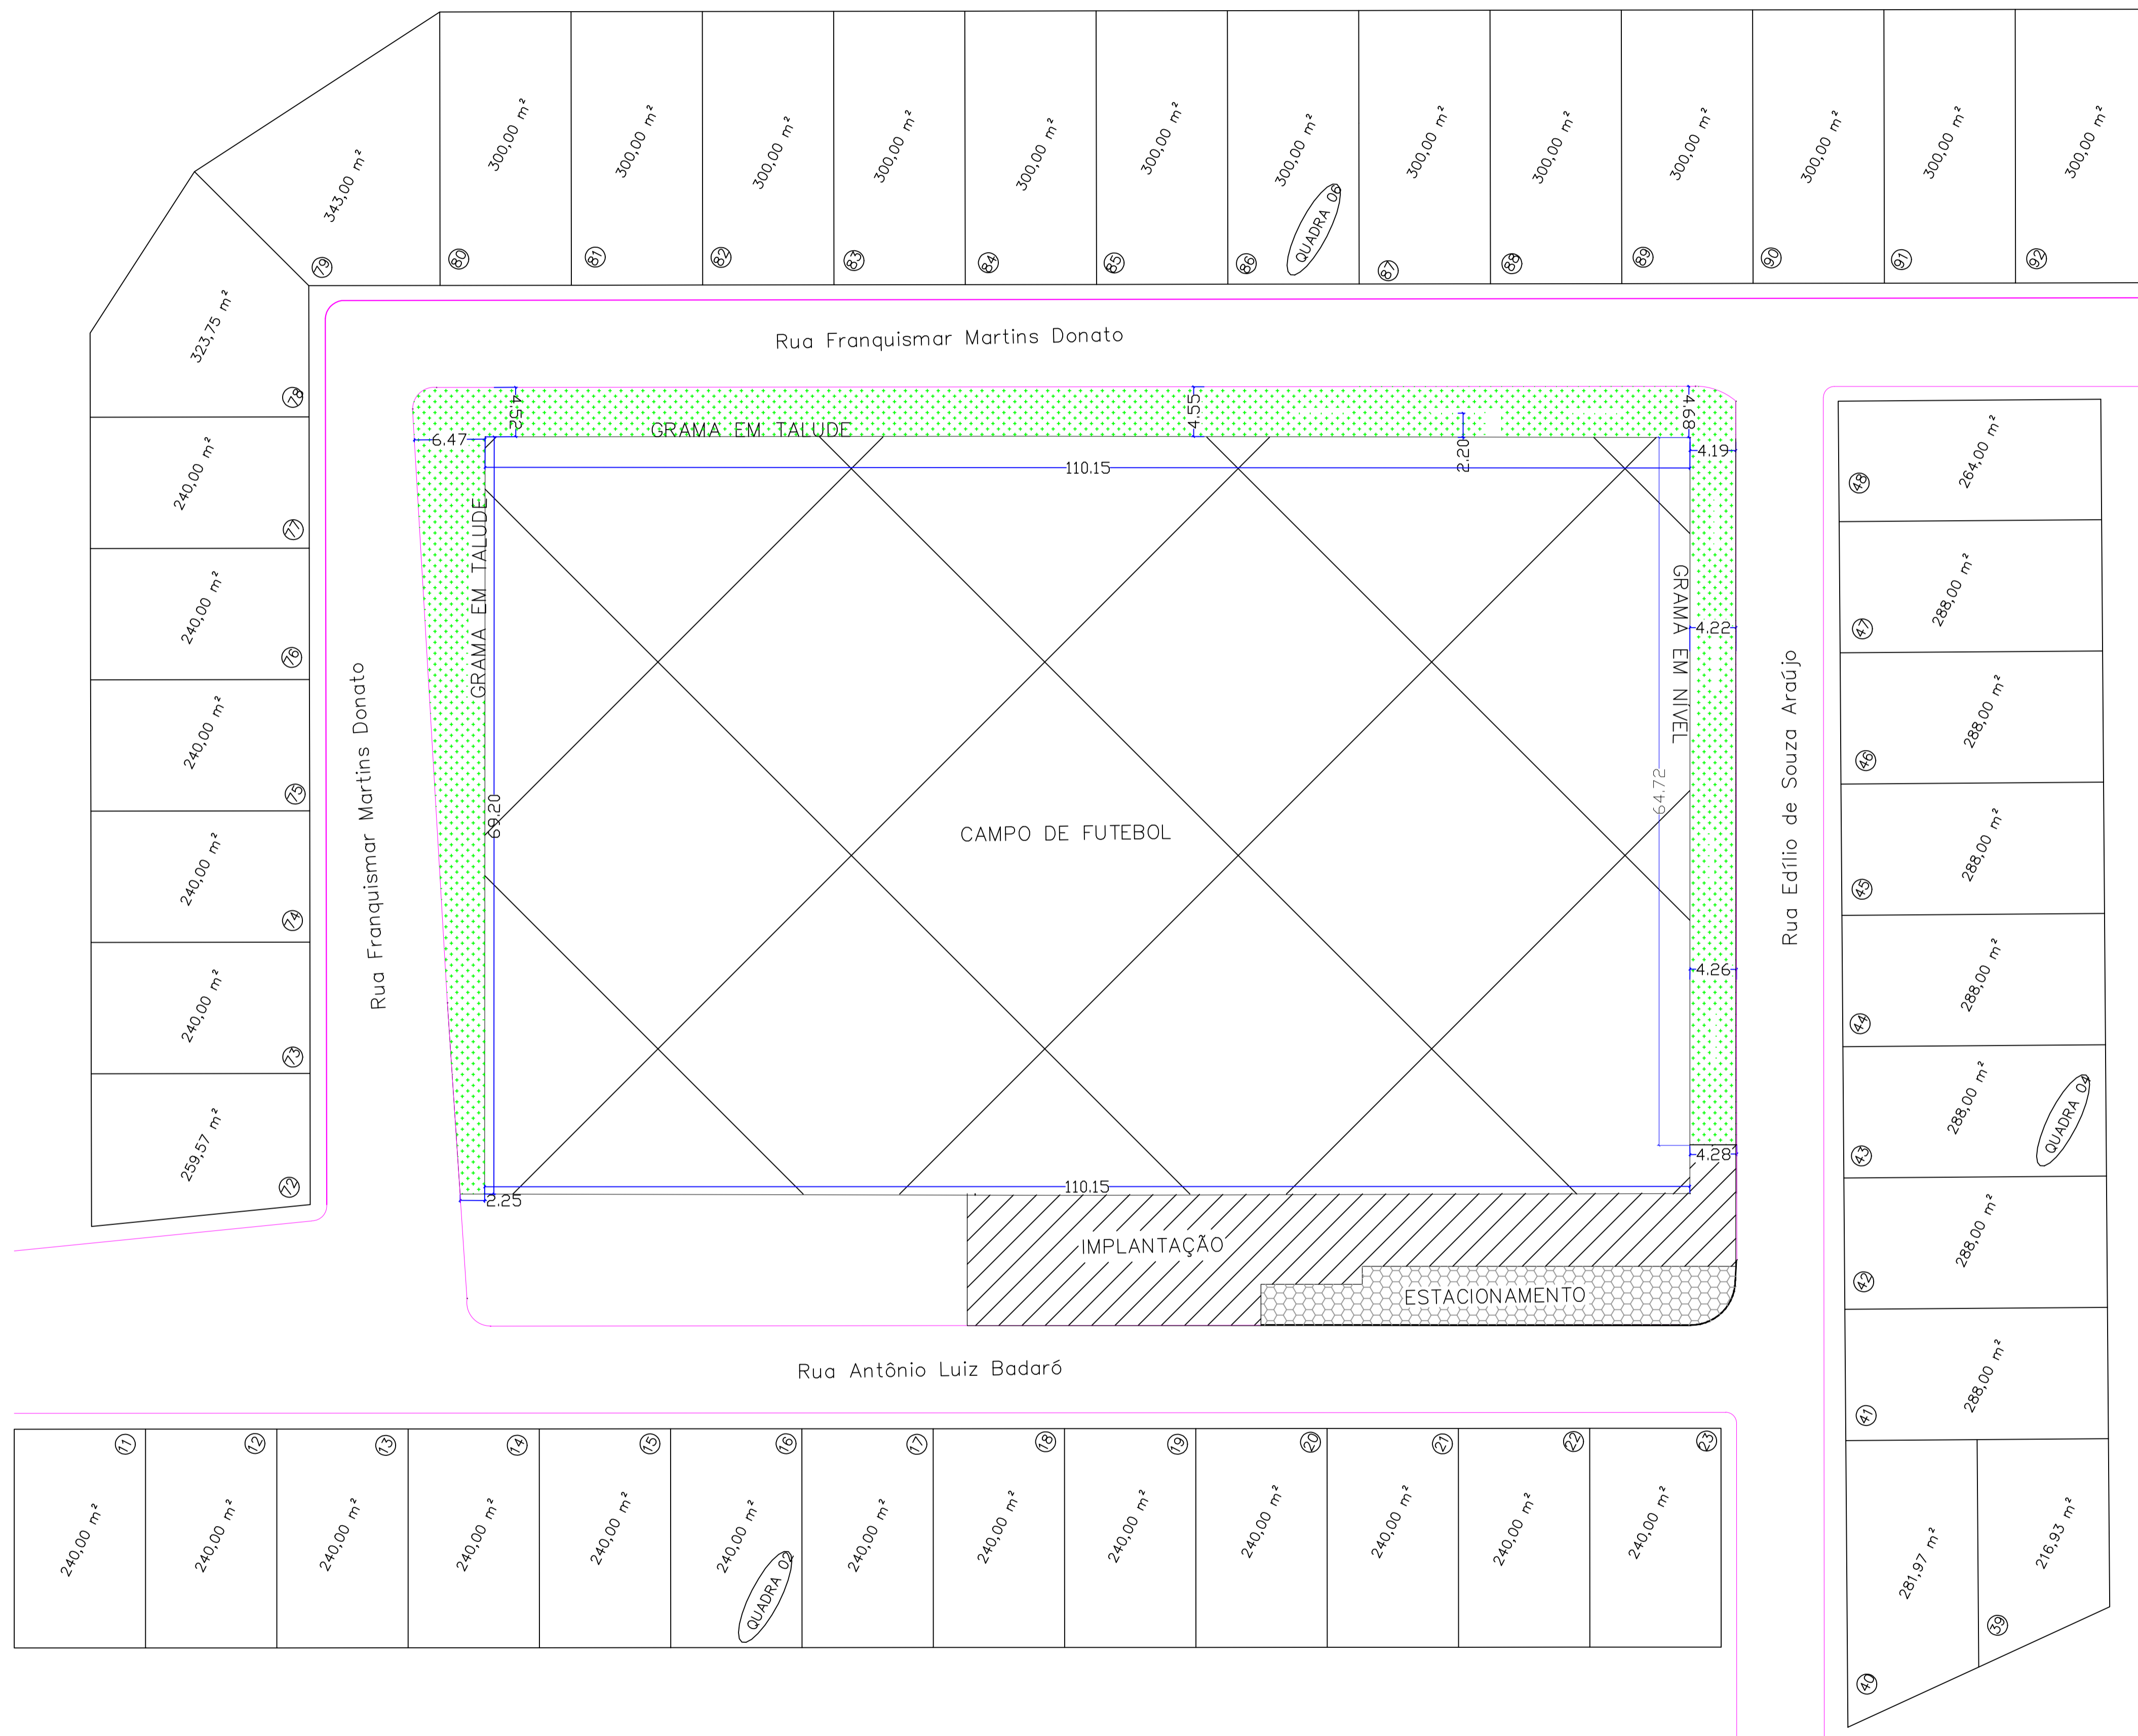 300,00 m²
300,00 m²
300,00 m²
300,00 m²
300,00 m²
300,00 m²
300,00 m²
300,00 m²
300,00 m²
300,00 m²
300,00 m²
300,00 m²
300,00 m²
343,00 m²
QUADRA 06
79
80
81
82
83
84
85
86
87
88
89
90
91
92
323,75 m²
78
240,00 m²
77
240,00 m²
76
240,00 m²
75
240,00 m²
74
240,00 m²
73
259,57 m²
72
Rua Franquismar Martins Donato
Rua Franquismar Martins Donato
4.52
4.55
4.68
6.47
GRAMA EM TALUDE
2.20
4.19
110.15
GRAMA EM TALUDE
GRAMA EM NÍVEL
4.22
69.20
64.72
CAMPO DE FUTEBOL
4.26
4.28
110.15
2.25
IMPLANTAÇÃO
ESTACIONAMENTO
Rua Edílio de Souza Araújo
Rua Antônio Luiz Badaró
48
264,00 m²
47
288,00 m²
46
288,00 m²
45
288,00 m²
44
288,00 m²
43
288,00 m²
QUADRA 04
42
288,00 m²
41
288,00 m²
40
281,97 m²
39
216,93 m²
11
12
13
14
15
16
17
18
19
20
21
22
23
240,00 m²
240,00 m²
240,00 m²
240,00 m²
240,00 m²
240,00 m²
240,00 m²
240,00 m²
240,00 m²
240,00 m²
240,00 m²
240,00 m²
240,00 m²
QUADRA 02